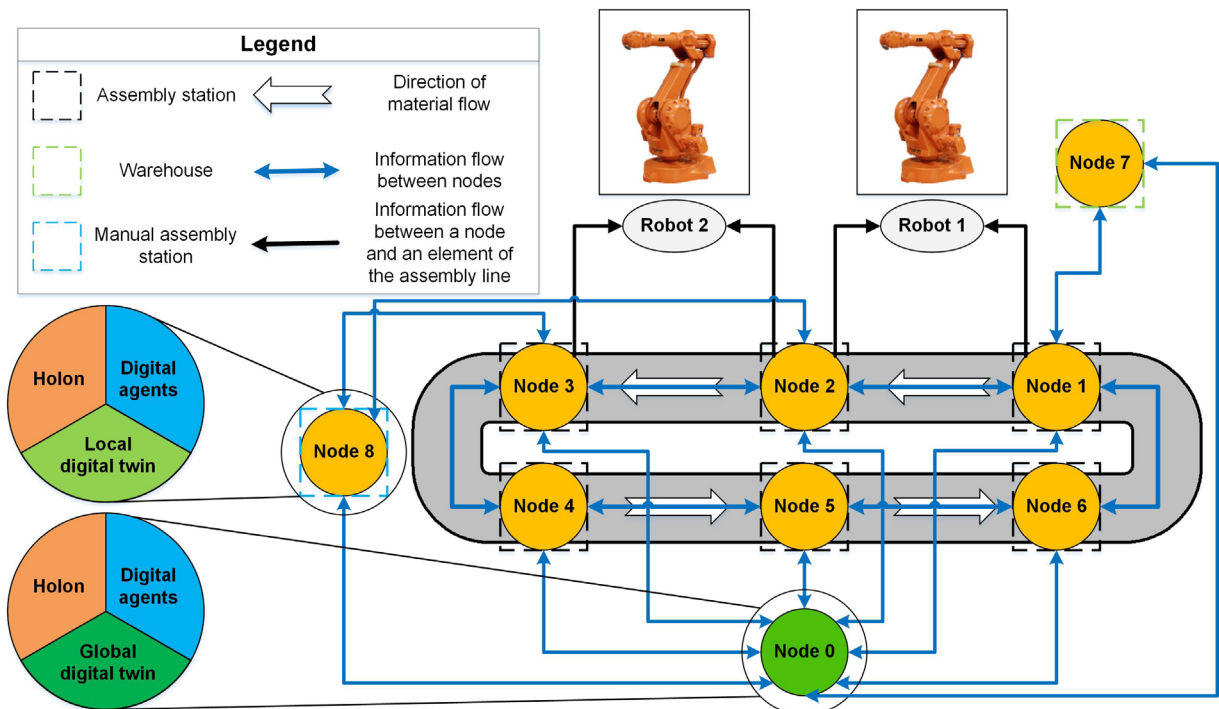 Legend
Assembly station
Direction of
material flow
Warehouse
Information flow
between nodes
Manual assembly
station
Information flow
between a node
and an element of
the assembly line
Robot 2
Robot 1
Node 7
Holon
Digital
agents
Local
digital twin
Node 8
Node 3
Node 2
Node 1
Node 4
Node 5
Node 6
Holon
Digital
agents
Global
digital twin
Node 0